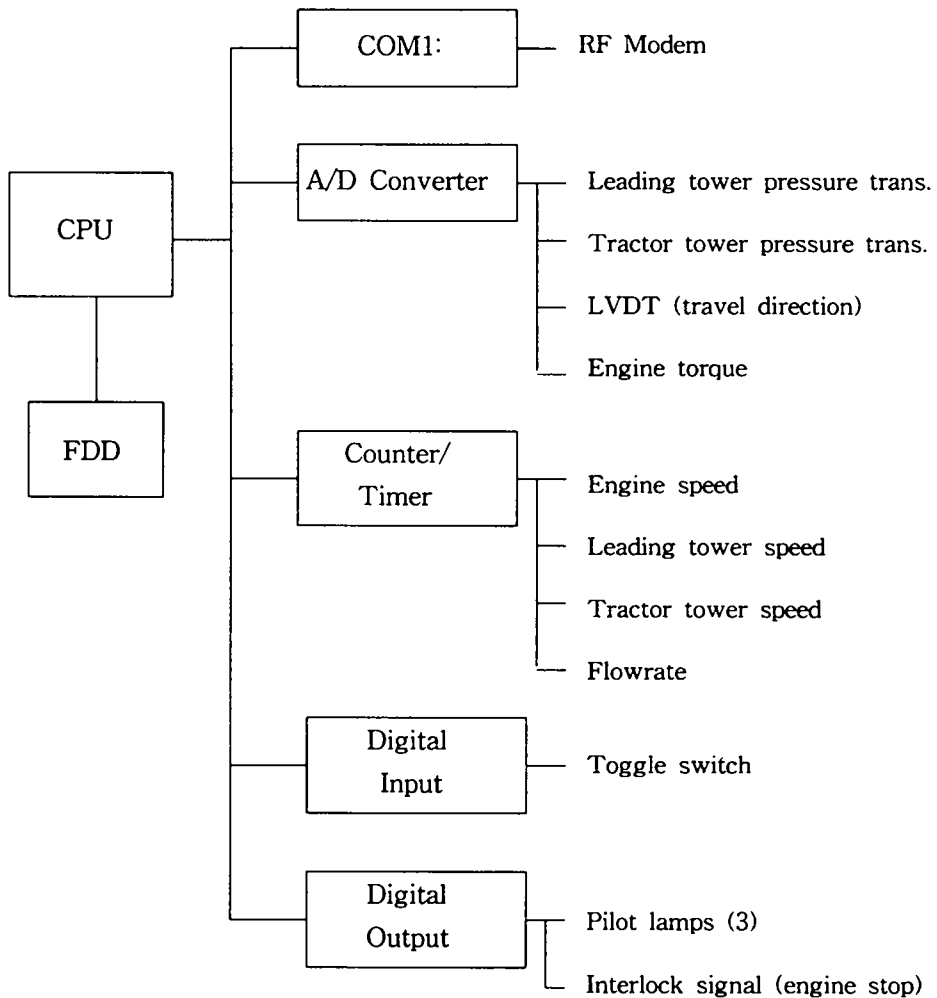 COM1:
RF Modem
A/D Converter
Leading tower pressure trans.
CPU
Tractor tower pressure trans.
LVDT (travel direction)
Engine torque
FDD
Counter/
Timer
Engine speed
Leading tower speed
Tractor tower speed
Flowrate
Digital
Input
Toggle switch
Digital
Output
Pilot lamps (3)
Interlock signal (engine stop)